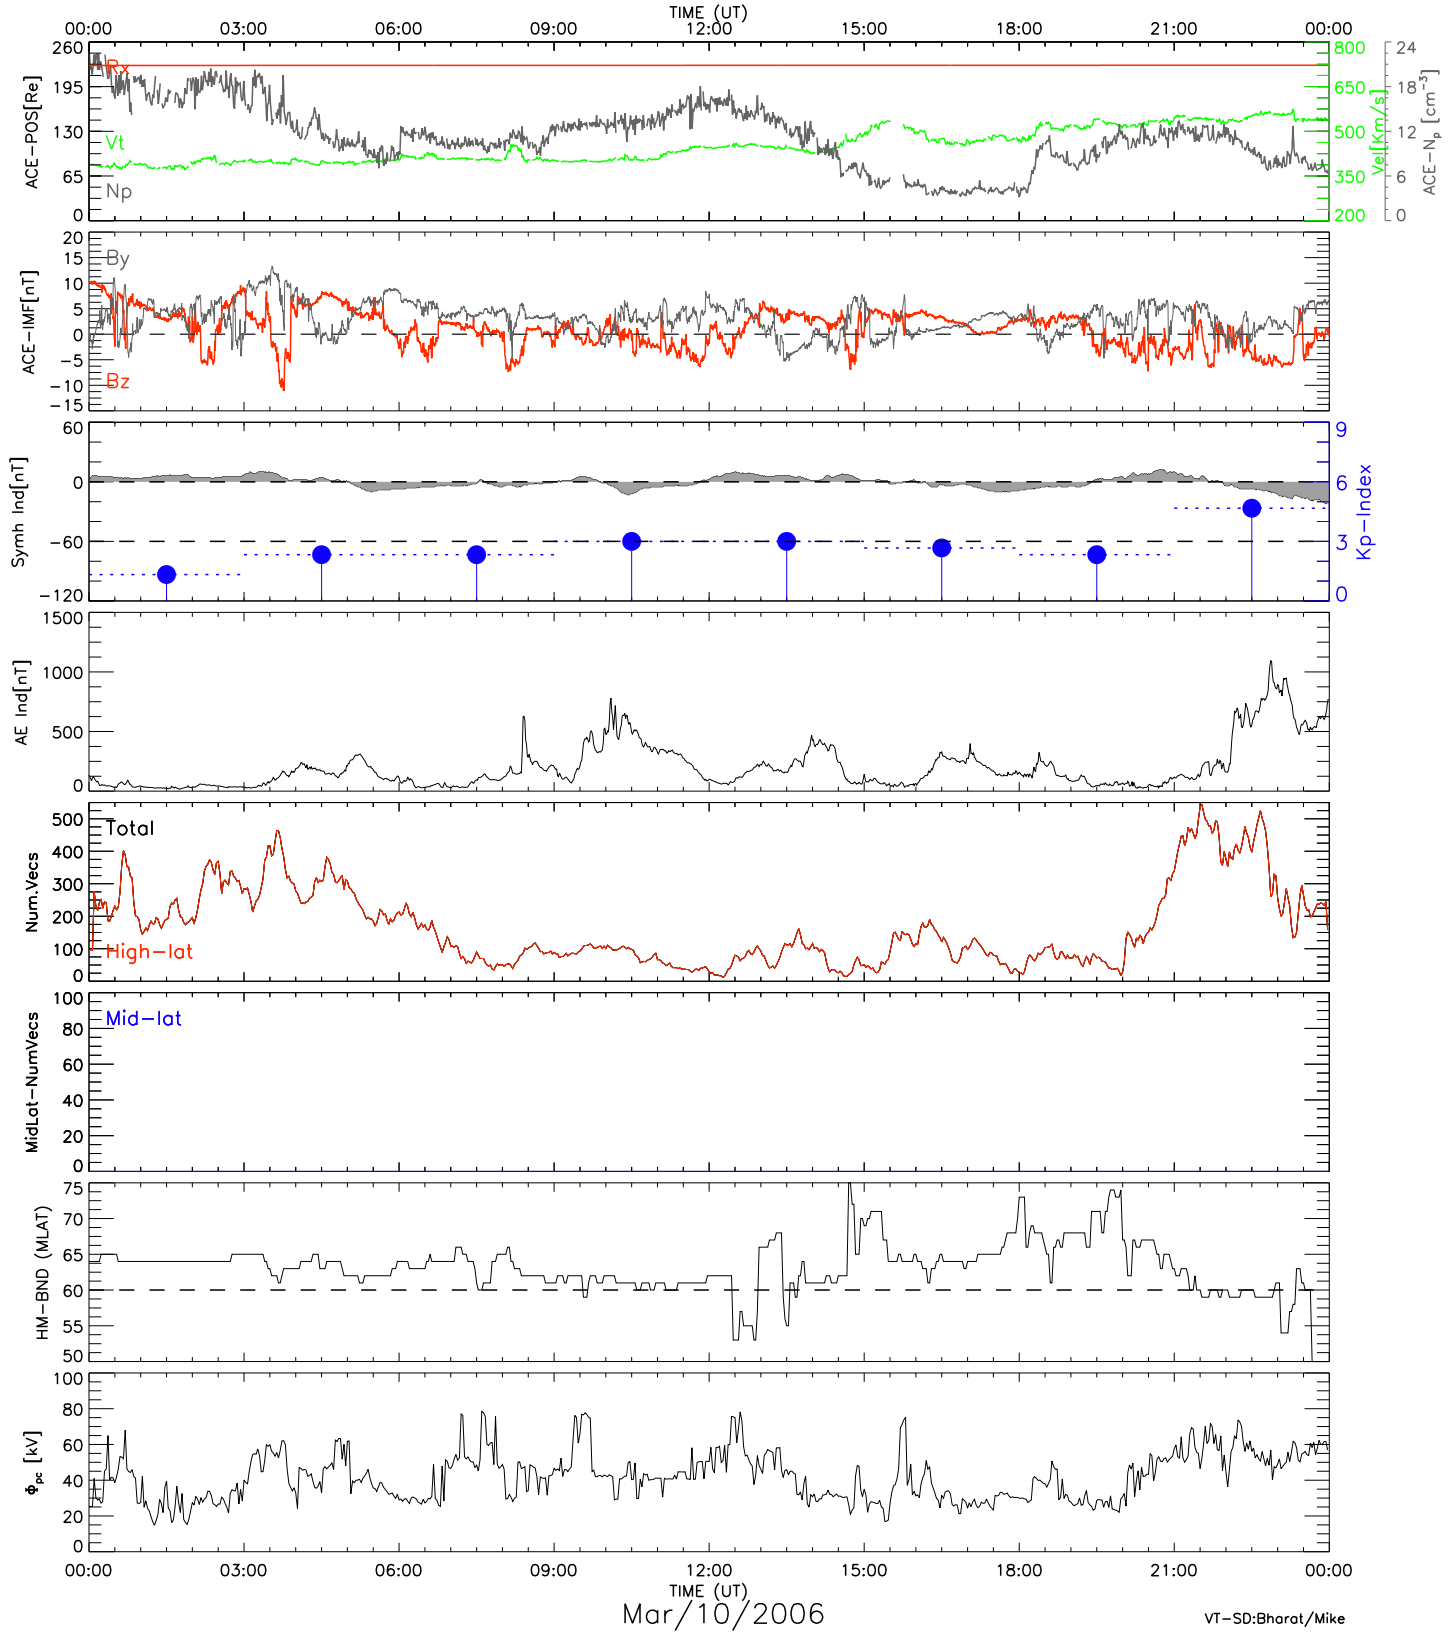 TIME (UT)
00:00 03:00 06:00 09:00 12:00 15:00 18:00 21:00 00:00
260 195 130 65 0
ACE-POS[Re]
Rx
Vt
Np
800 650 500 350 200
Vel[Km/s]
24 18 12 6 0
ACE-Np [cm⁻³]
20 15 10 5 0 -5 -10 -15
ACE-IMF[nT]
By
Bz
60 0 -60 -120
Symh Ind[nT]
9 6 3 0
Kp-Index
1500 1000 500 0
AE Ind[nT]
500 400 300 200 100 0
Num.Vecs
Total
High-lat
100 80 60 40 20 0
MidLat-NumVecs
Mid-lat
75 70 65 60 55 50
HM-BND (MLAT)
100 80 60 40 20 0
Φpc [kV]
00:00 03:00 06:00 09:00 12:00 15:00 18:00 21:00 00:00
TIME (UT)
Mar/10/2006
VT-SD:Bharat/Mike